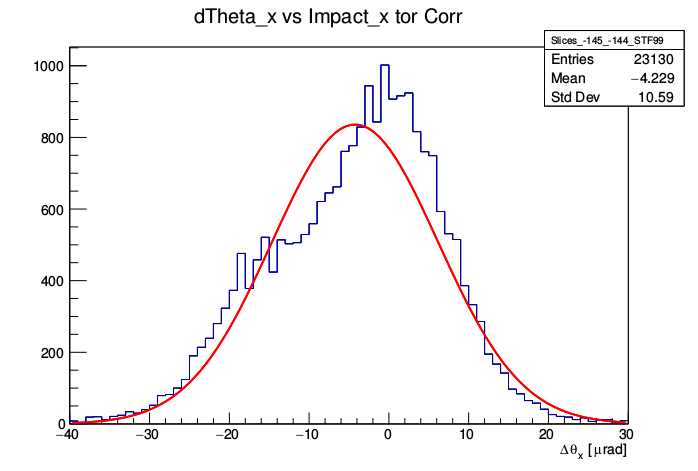 dTheta_x vs Impact_x tor Corr
Slices_-145_-144_STF99
Entries 23130
Mean −4.229
Std Dev 10.59
1000
800
600
400
200
0
−40 −30 −20 −10 0 10 20 30
Δθx [μrad]